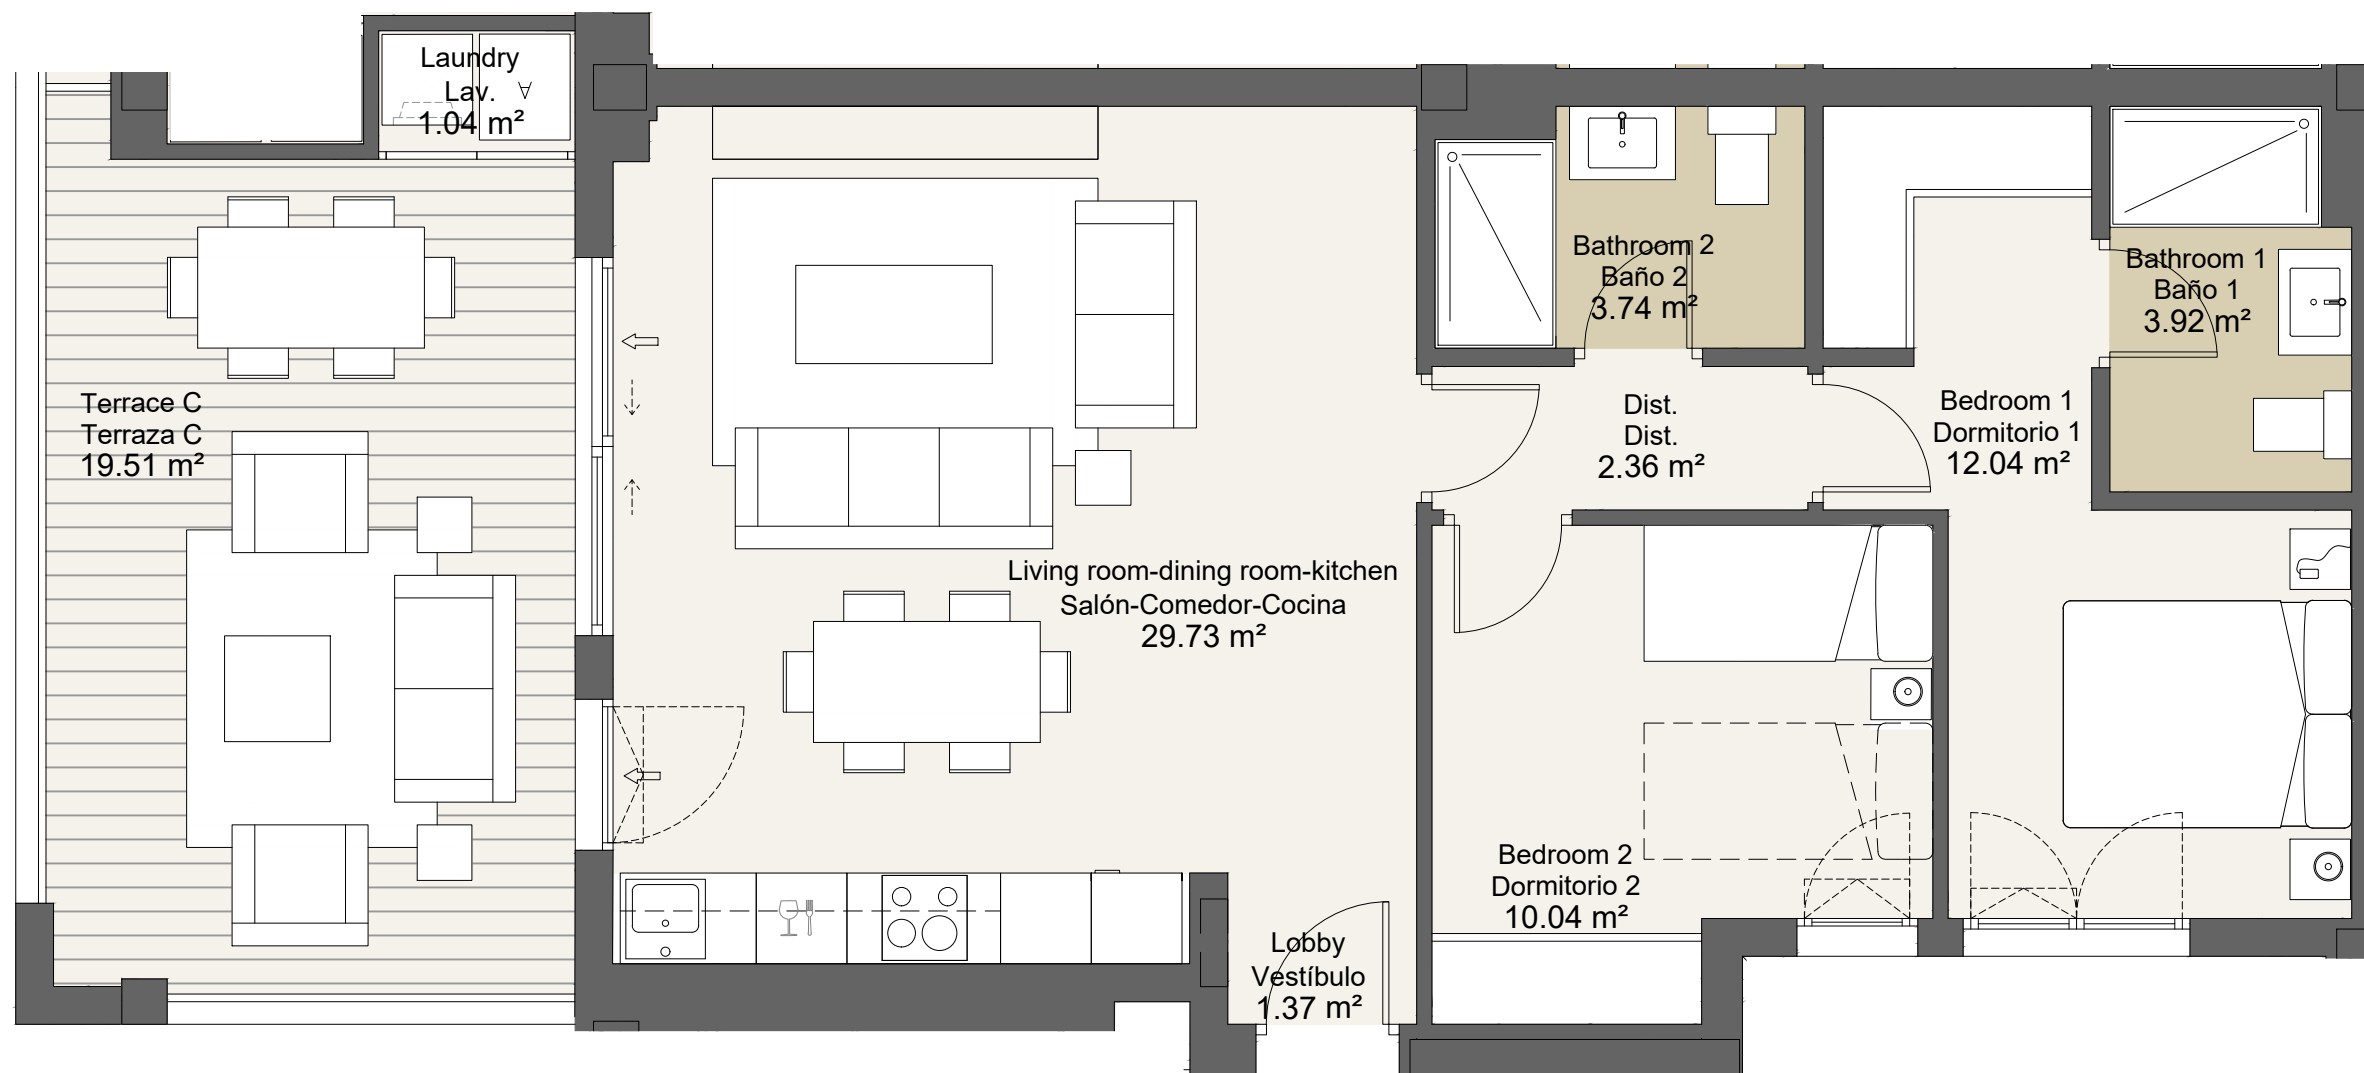 Laundry
Lav.
1.04 m²
Bathroom 2
Baño 2
3.74 m²
Bathroom 1
Baño 1
3.92 m²
Terrace C
Terraza C
19.51 m²
Dist.
Dist.
2.36 m²
Bedroom 1
Dormitorio 1
12.04 m²
Living room-dining room-kitchen
Salón-Comedor-Cocina
29.73 m²
Bedroom 2
Dormitorio 2
10.04 m²
Lobby
Vestíbulo
1.37 m²